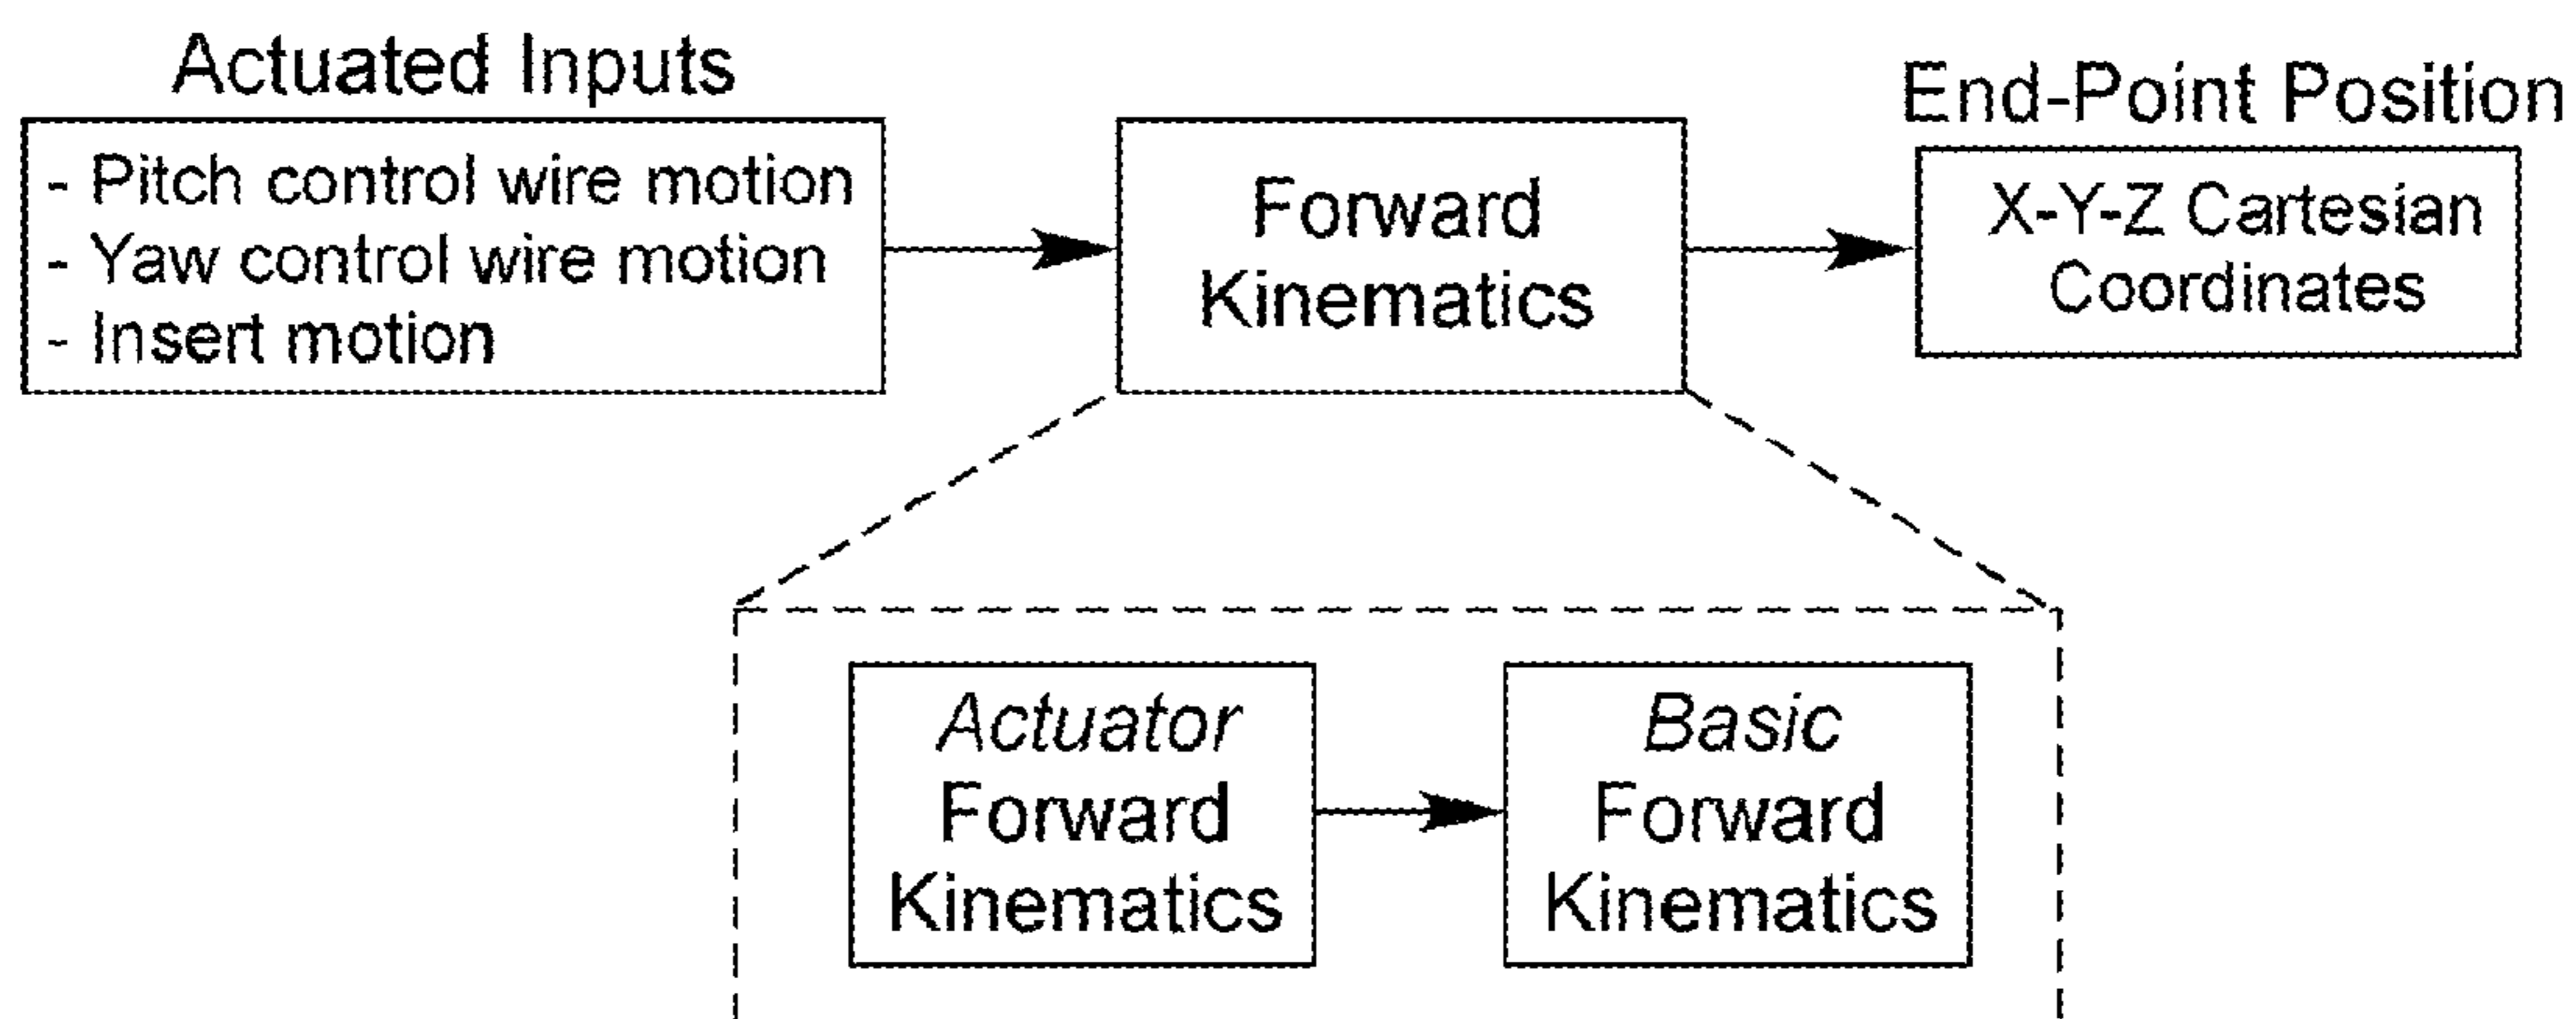 Actuated Inputs
- Pitch control wire motion
- Yaw control wire motion
- Insert motion
Forward
Kinematics
End-Point Position
X-Y-Z Cartesian
Coordinates
Actuator
Forward
Kinematics
Basic
Forward
Kinematics